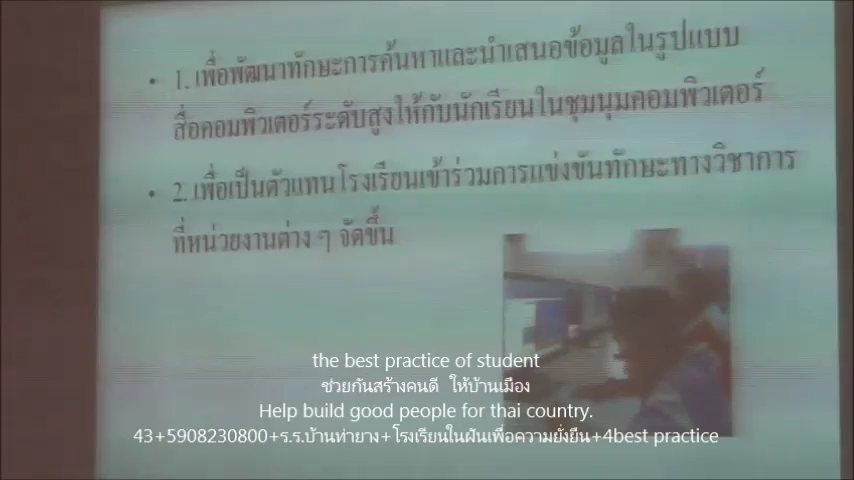 • 1. เพื่อพัฒนาทักษะการค้นหาและนำเสนอข้อมูลในรูปแบบ
สื่อคอมพิวเตอร์ระดับสูงให้กับนักเรียนในชุมนุมคอมพิวเตอร์
• 2. เพื่อเป็นตัวแทนโรงเรียนเข้าร่วมการแข่งขันทักษะทางวิชาการ
ที่หน่วยงานต่าง ๆ จัดขึ้น
the best practice of student
ช่วยกันสร้างคนดี ให้บ้านเมือง
Help build good people for thai country.
43+5908230800+ร.ร.บ้านท่ายาง+โรงเรียนในฝันเพื่อความยั่งยืน+4best practice